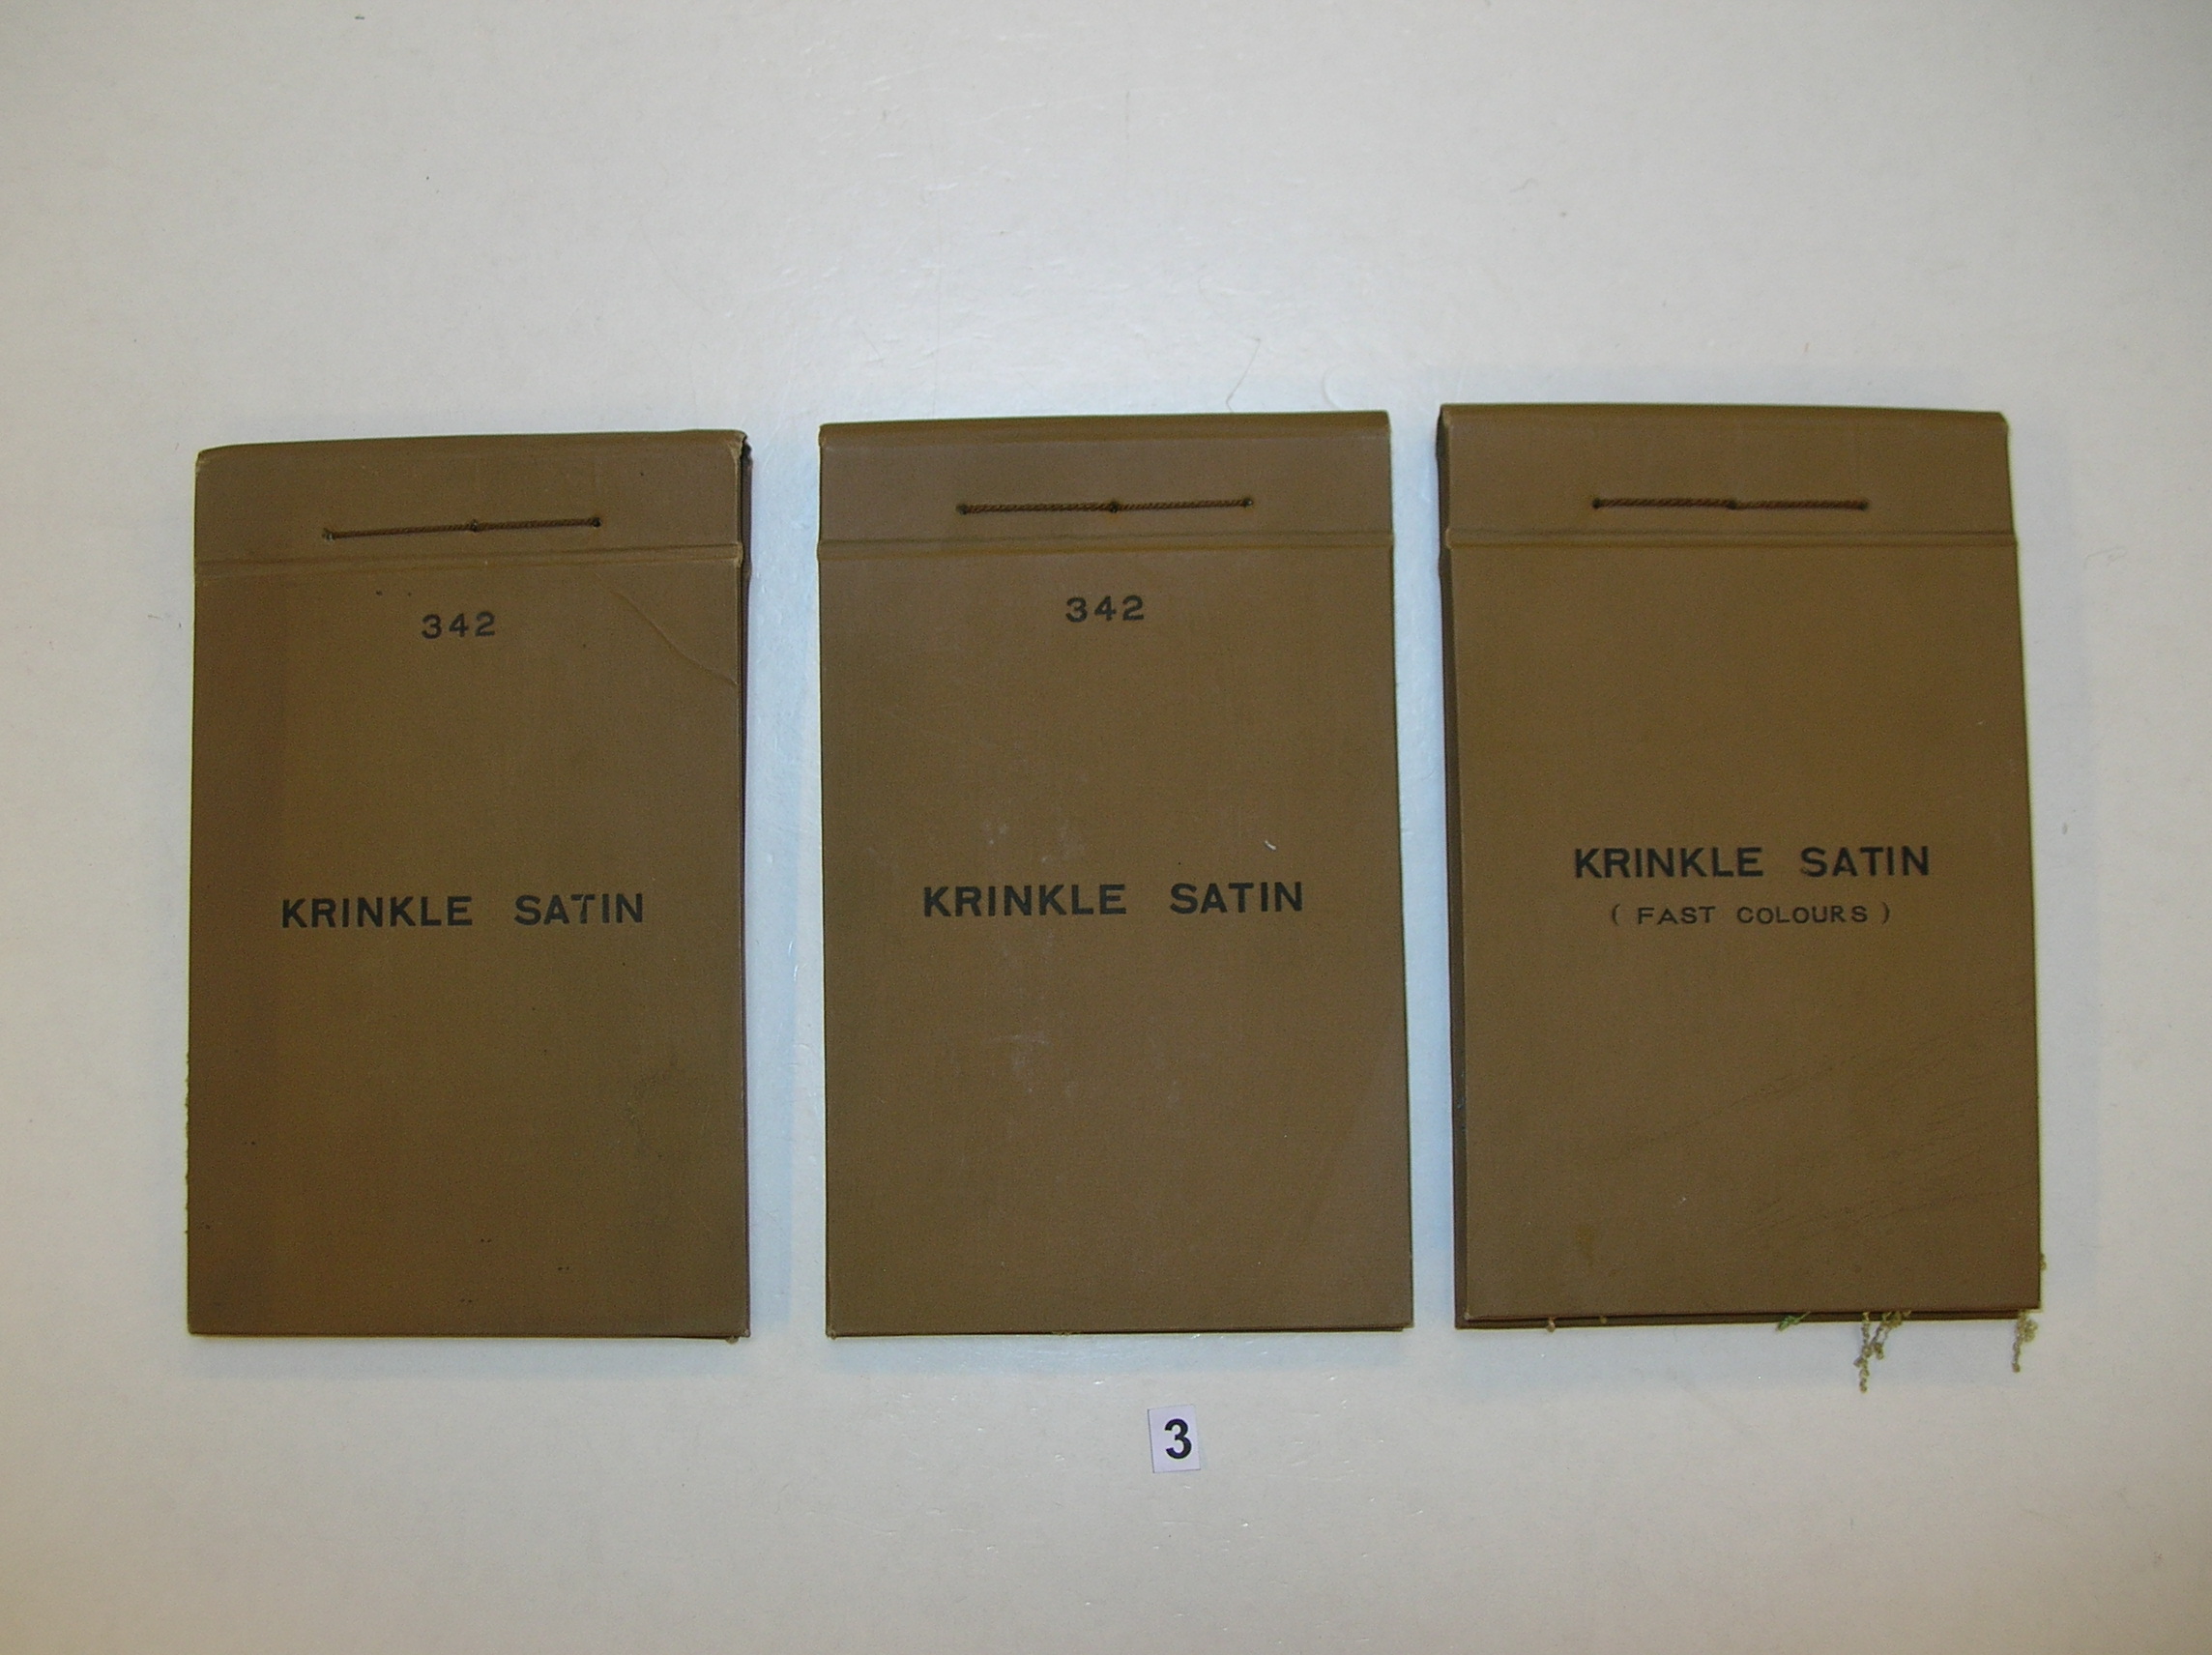 342
KRINKLE SATIN
342
KRINKLE SATIN
KRINKLE SATIN
( FAST COLOURS )
3